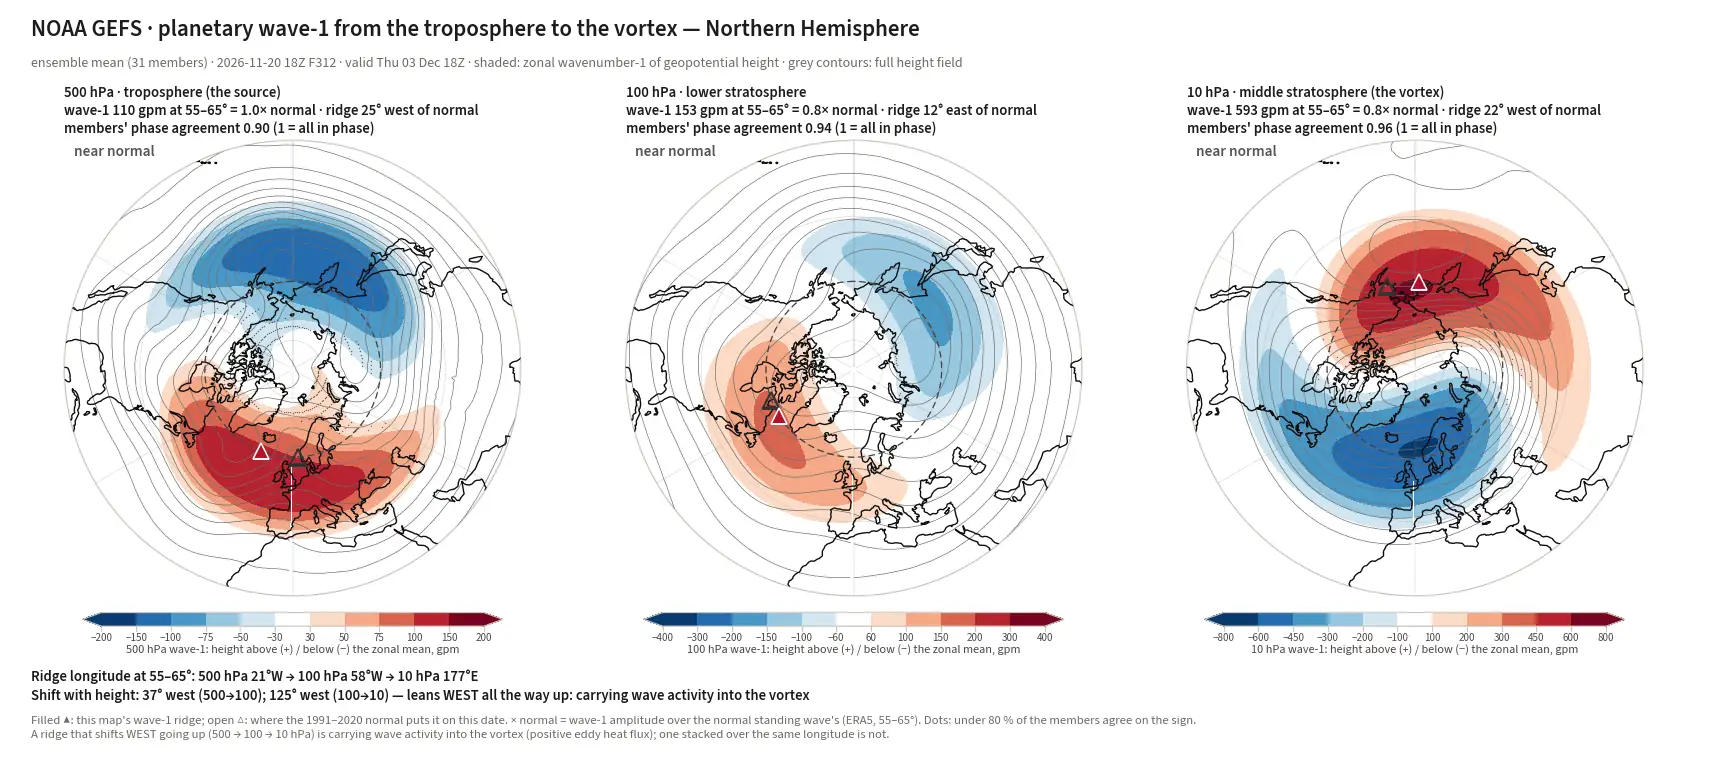 NOAA GEFS · planetary wave-1 from the troposphere to the vortex — Northern Hemisphere
ensemble mean (31 members) · 2026-11-20 18Z F312 · valid Thu 03 Dec 18Z · shaded: zonal wavenumber-1 of geopotential height · grey contours: full height field
500 hPa · troposphere (the source)
wave-1 110 gpm at 55–65° = 1.0× normal · ridge 25° west of normal
members' phase agreement 0.90 (1 = all in phase)
near normal
100 hPa · lower stratosphere
wave-1 153 gpm at 55–65° = 0.8× normal · ridge 12° east of normal
members' phase agreement 0.94 (1 = all in phase)
near normal
10 hPa · middle stratosphere (the vortex)
wave-1 593 gpm at 55–65° = 0.8× normal · ridge 22° west of normal
members' phase agreement 0.96 (1 = all in phase)
near normal
−200 −150 −100 −75 −50 −30 30 50 75 100 150 200
500 hPa wave-1: height above (+) / below (−) the zonal mean, gpm
−400 −300 −200 −150 −100 −60 60 100 150 200 300 400
100 hPa wave-1: height above (+) / below (−) the zonal mean, gpm
−800 −600 −450 −300 −200 −100 100 200 300 450 600 800
10 hPa wave-1: height above (+) / below (−) the zonal mean, gpm
Ridge longitude at 55–65°: 500 hPa 21°W → 100 hPa 58°W → 10 hPa 177°E
Shift with height: 37° west (500→100); 125° west (100→10) — leans WEST all the way up: carrying wave activity into the vortex
Filled ▲: this map's wave-1 ridge; open △: where the 1991–2020 normal puts it on this date. × normal = wave-1 amplitude over the normal standing wave's (ERA5, 55–65°). Dots: under 80 % of the members agree on the sign.
A ridge that shifts WEST going up (500 → 100 → 10 hPa) is carrying wave activity into the vortex (positive eddy heat flux); one stacked over the same longitude is not.